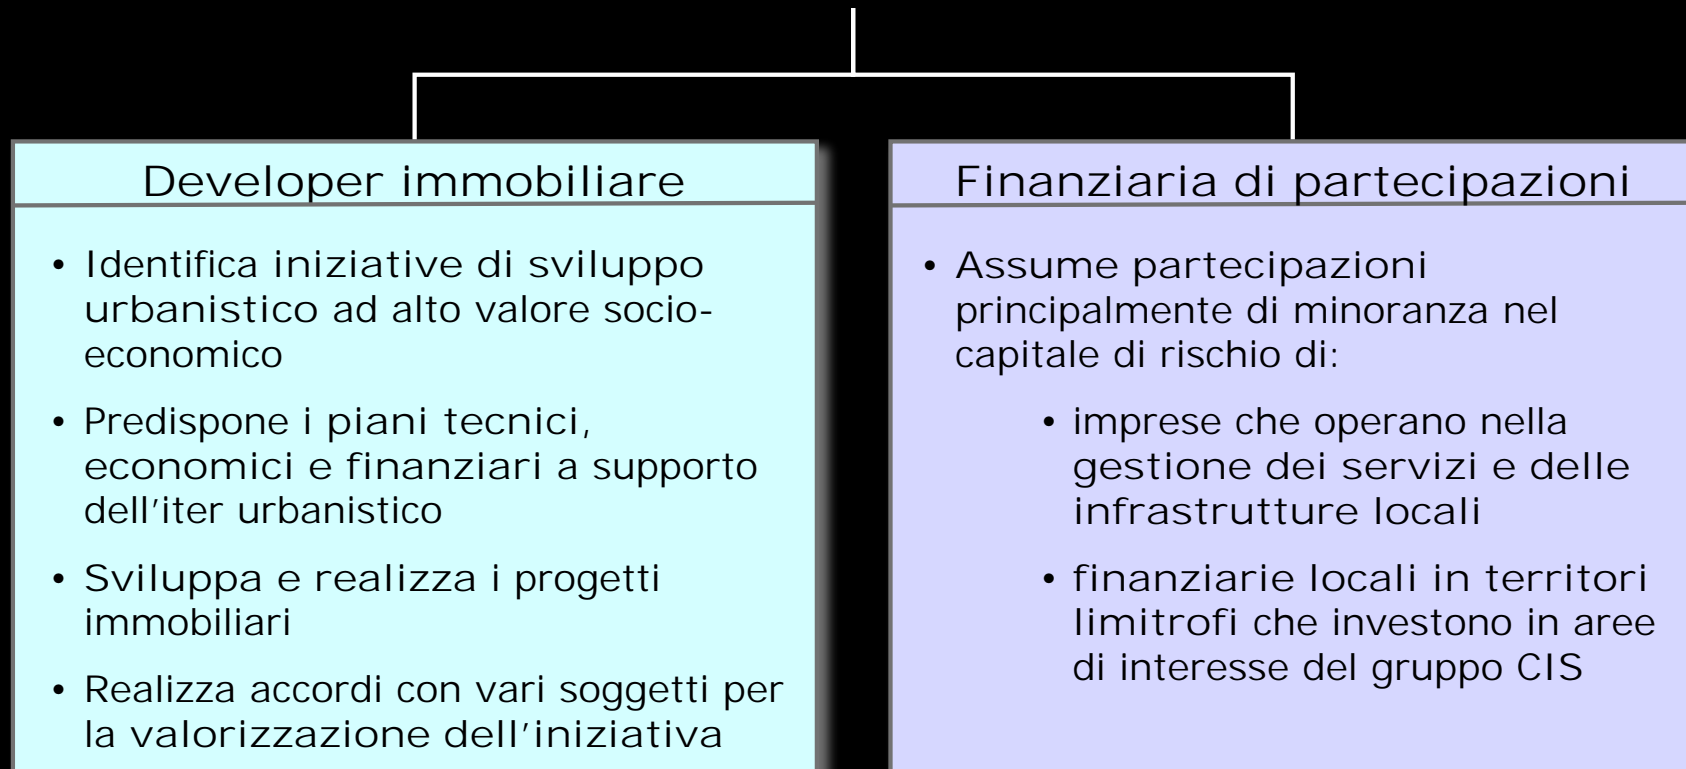 Developer immobiliare
• Identifica iniziative di sviluppo
urbanistico ad alto valore socio-
economico
• Predispone i piani tecnici,
economici e finanziari a supporto
dell'iter urbanistico
• Sviluppa e realizza i progetti
immobiliari
• Realizza accordi con vari soggetti per
la valorizzazione dell'iniziativa
Finanziaria di partecipazioni
• Assume partecipazioni
principalmente di minoranza nel
capitale di rischio di:
• imprese che operano nella
gestione dei servizi e delle
infrastrutture locali
• finanziarie locali in territori
limitrofi che investono in aree
di interesse del gruppo CIS